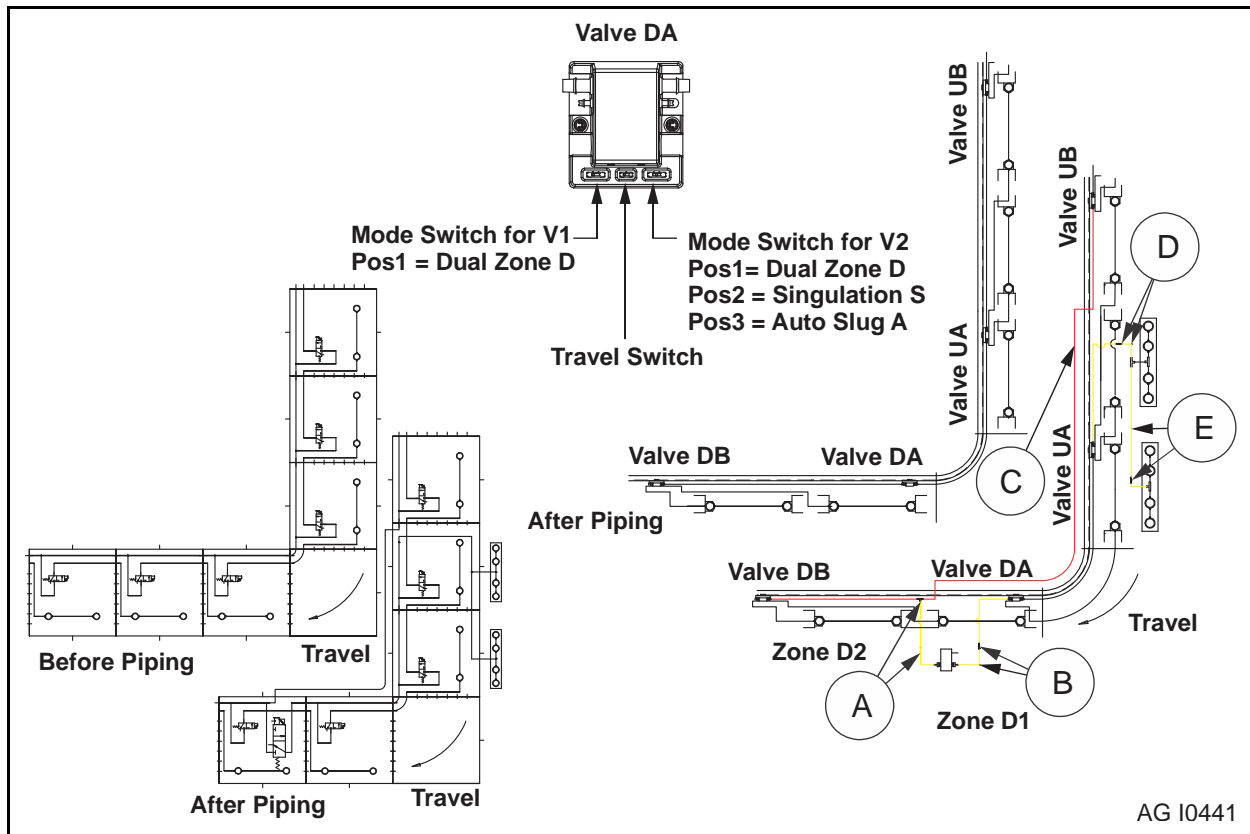 Valve DA
Mode Switch for V1
Pos1 = Dual Zone D
Mode Switch for V2
Pos1= Dual Zone D
Pos2 = Singulation S
Pos3 = Auto Slug A
Travel Switch
Valve UB
Valve UB
D
Valve UA
E
C
Valve UA
Valve DB
Valve DA
After Piping
Valve DB
Valve DA
Travel
Zone D2
A
B
Zone D1
Before Piping
Travel
After Piping
Travel
AG I0441